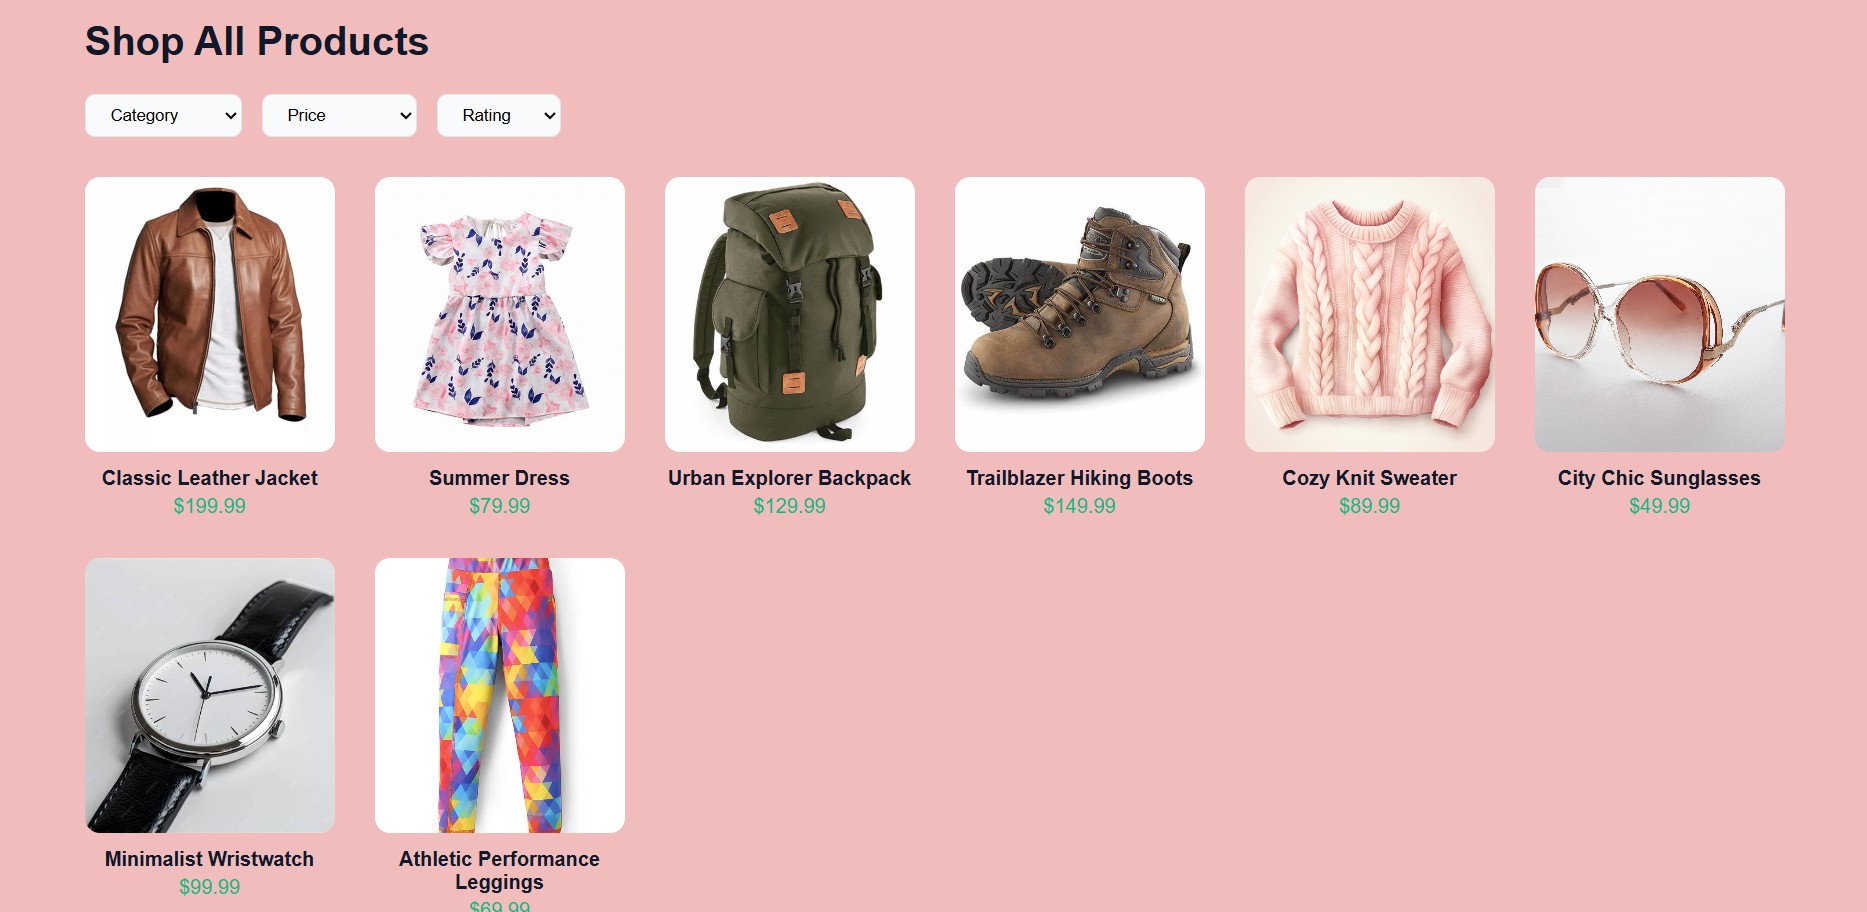 Shop All Products
Category Price Rating
Classic Leather Jacket Summer Dress Urban Explorer Backpack Trailblazer Hiking Boots Cozy Knit Sweater City Chic Sunglasses
$199.99 $79.99 $129.99 $149.99 $89.99 $49.99
Minimalist Wristwatch Athletic Performance
Leggings
$99.99
$69.99